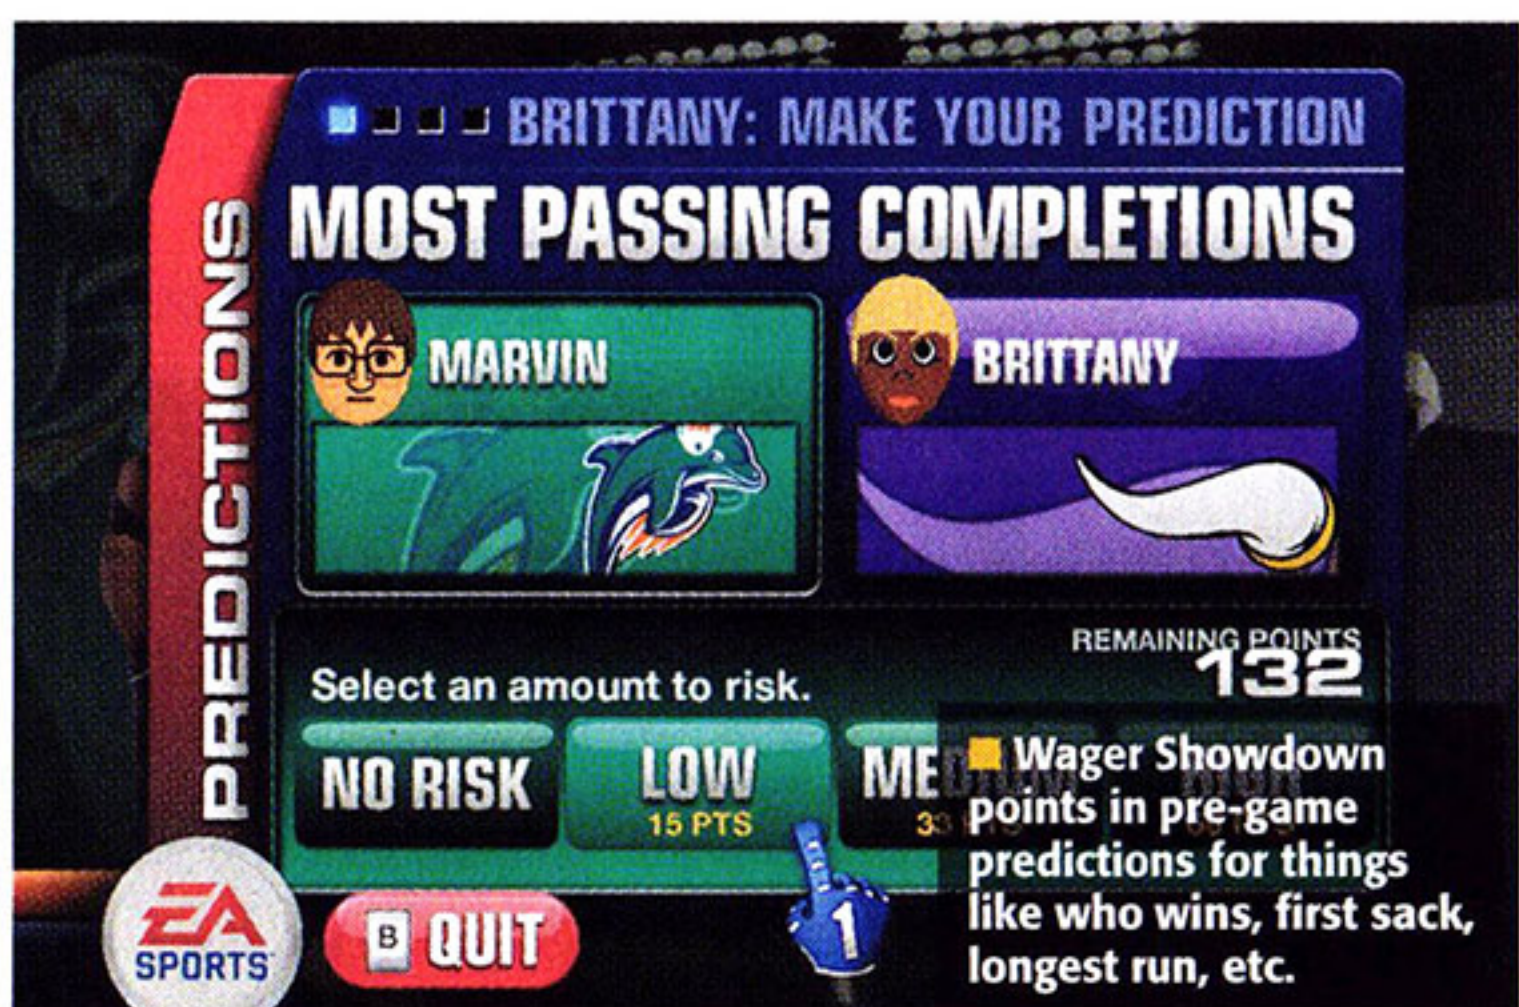 BRITTANY: MAKE YOUR PREDICTION
MOST PASSING COMPLETIONS
PREDICTIONS
MARVIN
BRITTANY
REMAINING POINTS
132
Select an amount to risk.
NO RISK
LOW
15 PTS
B QUIT
1
EA
SPORTS
Wager Showdown
points in pre-game
predictions for things
like who wins, first sack,
longest run, etc.